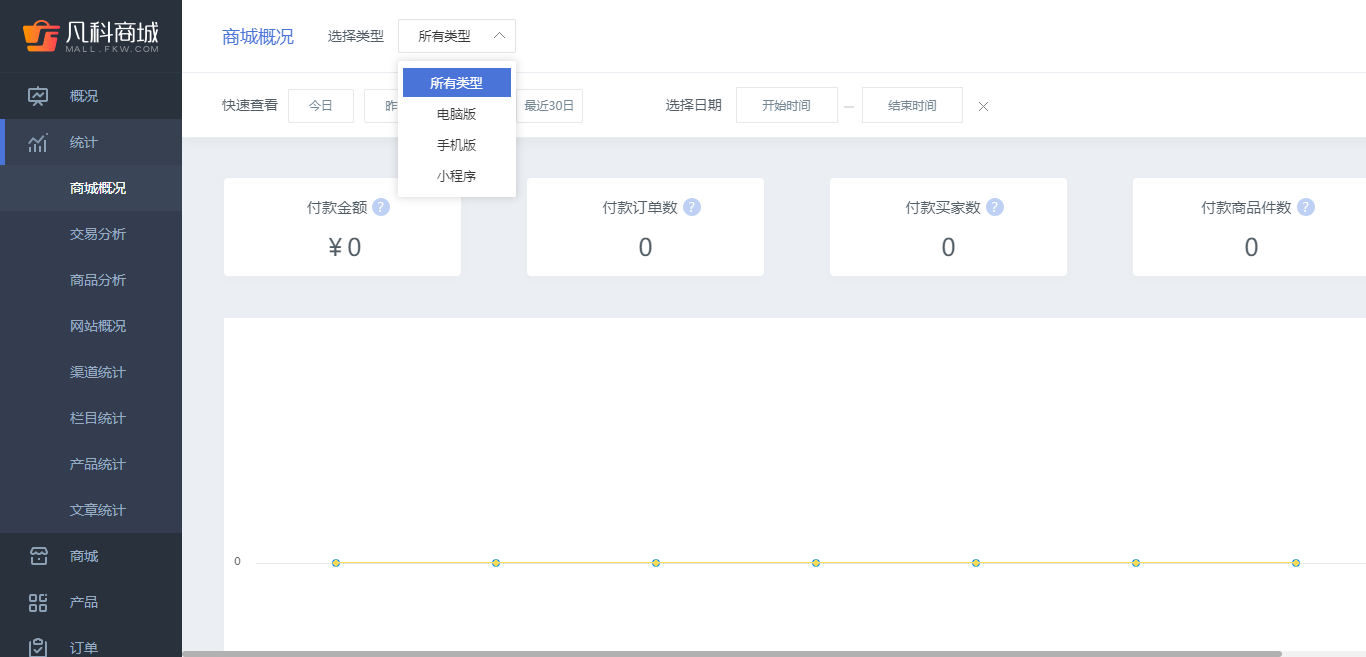 凡科商城
MALL.FKW.COM
概况
统计
商城概况
交易分析
商品分析
网站概况
渠道统计
栏目统计
产品统计
文章统计
商城
产品
订单
商城概况 选择类型 所有类型
所有类型
电脑版
手机版
小程序
快速查看 今日 昨 最近30日 选择日期 开始时间 — 结束时间
付款金额 ?
¥ 0
付款订单数 ?
0
付款买家数 ?
0
付款商品件数 ?
0
0